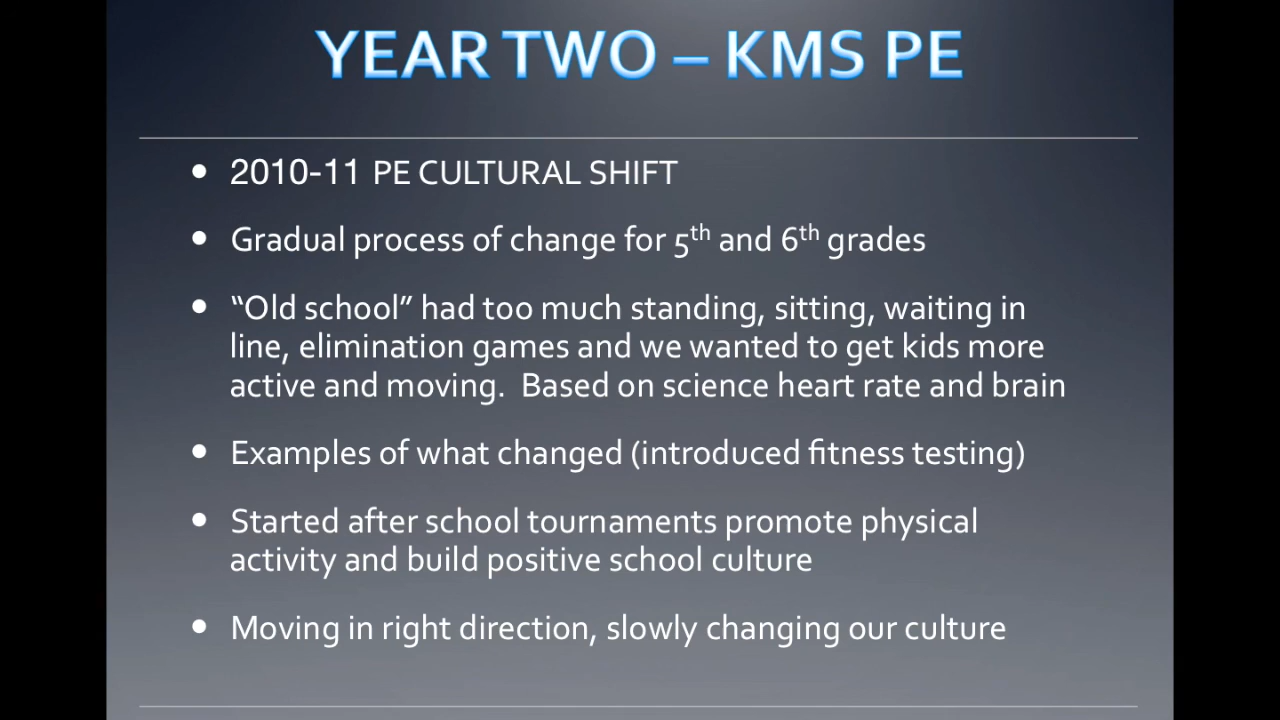 YEAR TWO – KMS PE
• 2010-11 PE CULTURAL SHIFT
• Gradual process of change for 5th and 6th grades
• “Old school” had too much standing, sitting, waiting in
line, elimination games and we wanted to get kids more
active and moving.  Based on science heart rate and brain
• Examples of what changed (introduced fitness testing)
• Started after school tournaments promote physical
activity and build positive school culture
• Moving in right direction, slowly changing our culture